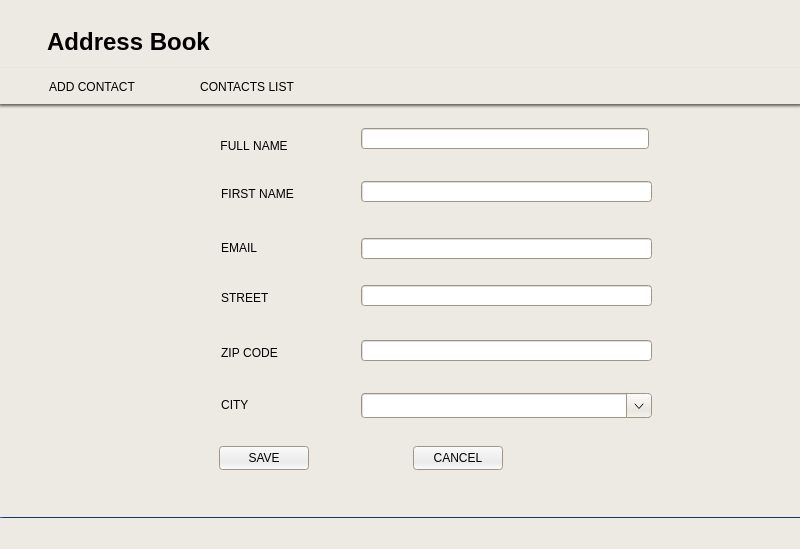 Address Book
ADD CONTACT CONTACTS LIST
FULL NAME
FIRST NAME
EMAIL
STREET
ZIP CODE
CITY
SAVE CANCEL